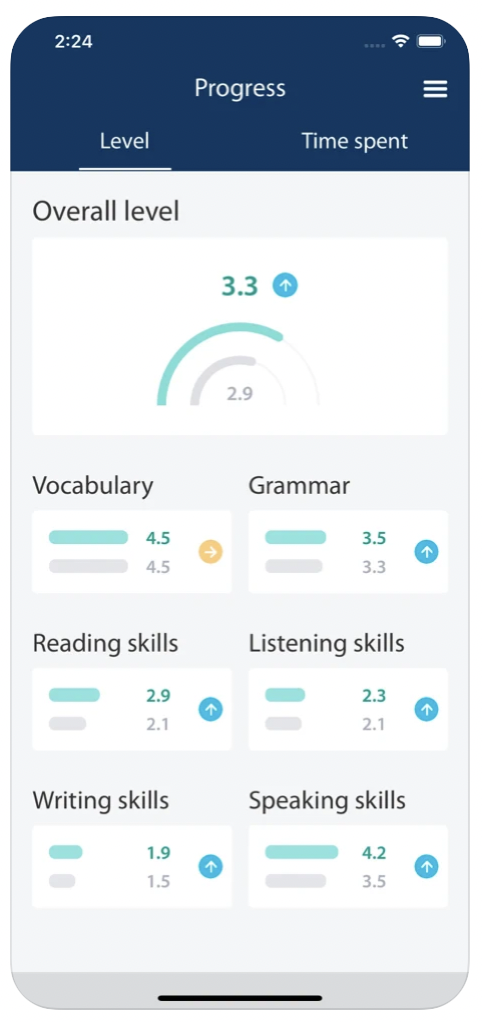 2:24
Progress
Level Time spent
Overall level
3.3
2.9
Vocabulary Grammar
4.5 3.5
4.5 3.3
Reading skills Listening skills
2.9 2.3
2.1 2.1
Writing skills Speaking skills
1.9 4.2
1.5 3.5